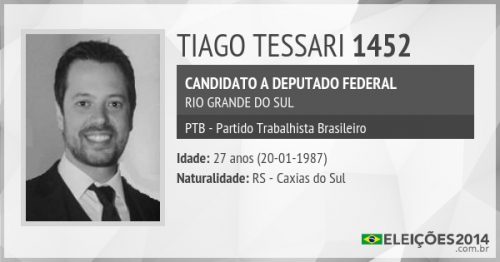 TIAGO TESSARI 1452
CANDIDATO A DEPUTADO FEDERAL
RIO GRANDE DO SUL
PTB - Partido Trabalhista Brasileiro
Idade: 27 anos (20-01-1987)
Naturalidade: RS - Caxias do Sul
ELEIÇÕES2014
.com.br